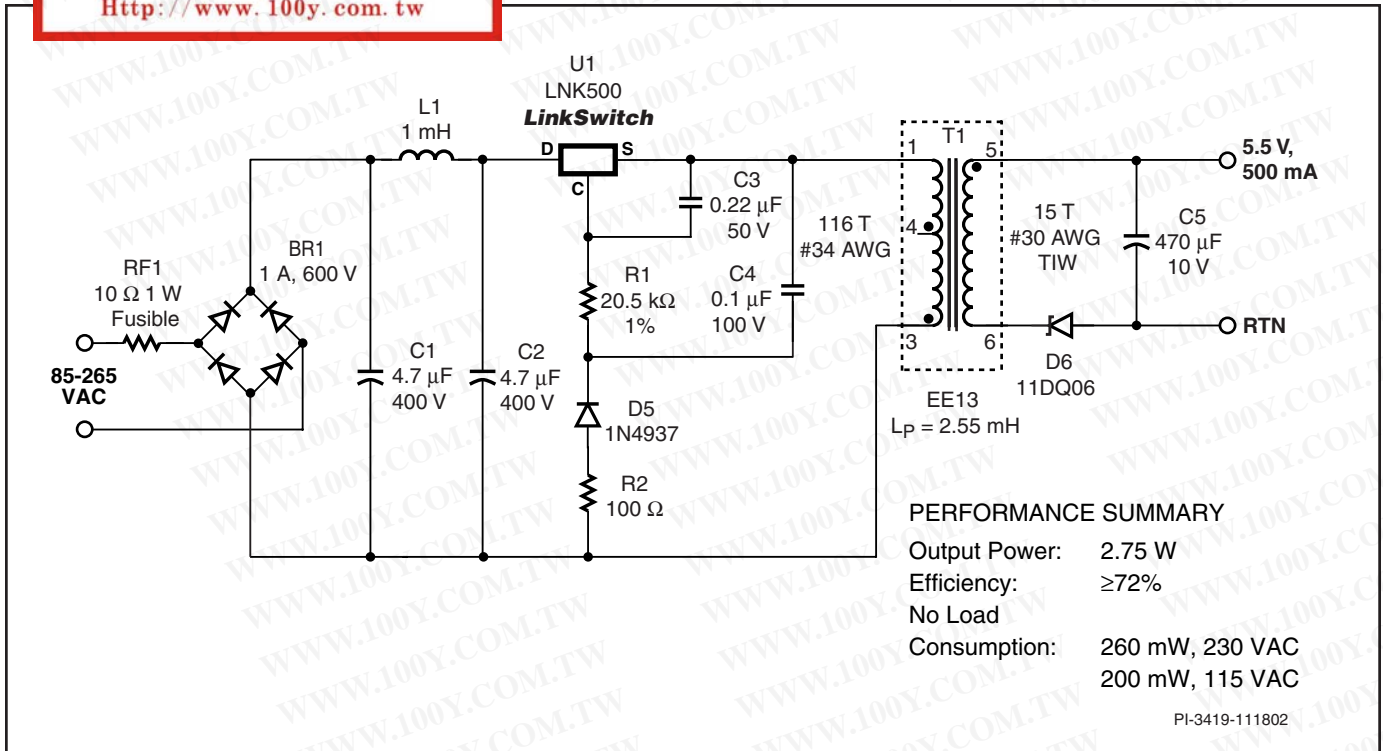 Http://www.100y.com.tw
U1
LNK500
LinkSwitch
L1
1 mH
D
S
C
C3
0.22 μF
50 V
T1
1
5
5.5 V,
500 mA
116 T
#34 AWG
4
15 T
#30 AWG
TIW
C5
470 μF
10 V
BR1
1 A, 600 V
RF1
10 Ω 1 W
Fusible
R1
20.5 kΩ
1%
C4
0.1 μF
100 V
85-265
VAC
C1
4.7 μF
400 V
C2
4.7 μF
400 V
3
6
RTN
D6
11DQ06
D5
1N4937
EE13
LP = 2.55 mH
R2
100 Ω
PERFORMANCE SUMMARY
Output Power: 2.75 W
Efficiency: ≥72%
No Load
Consumption: 260 mW, 230 VAC
200 mW, 115 VAC
PI-3419-111802
WWW.100Y.COM.TW